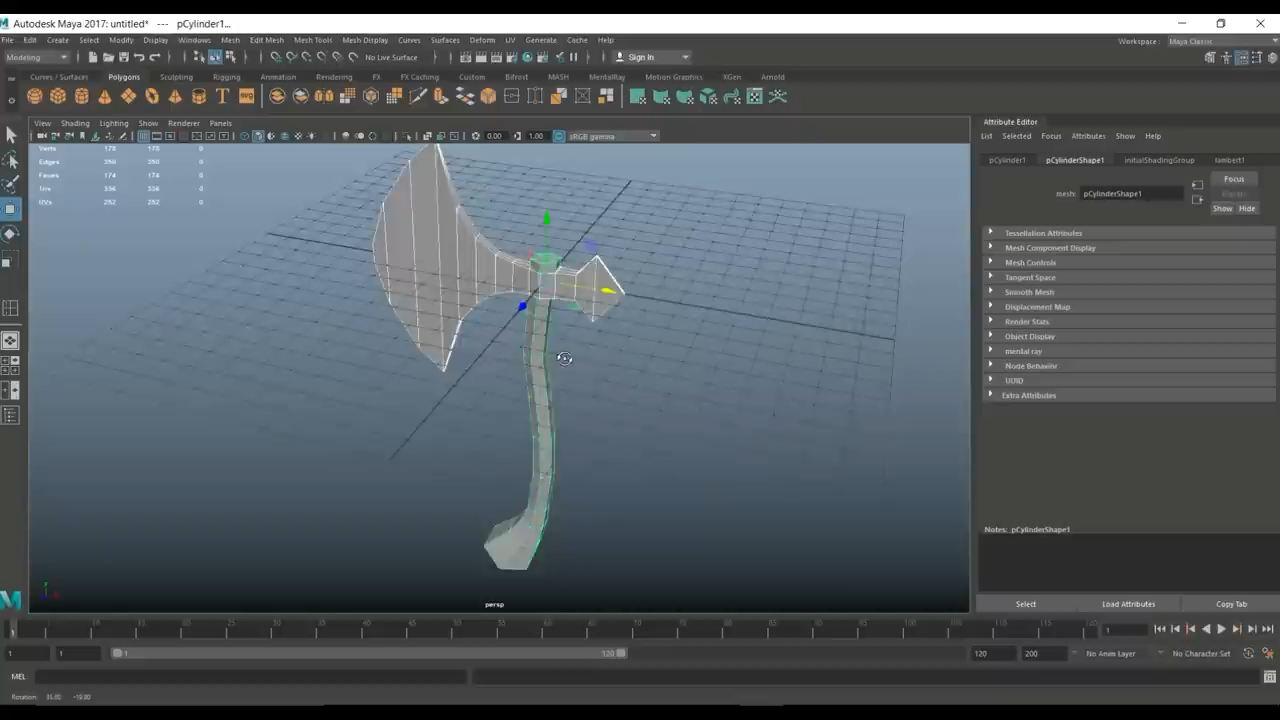 Autodesk Maya 2017: untitled*   ---   pCylinder1...
File Edit Create Select Modify Display Windows Mesh Edit Mesh Mesh Tools Mesh Display Curves Surfaces Deform UV Generate Cache Help
Workspace : Maya Classic
Modeling No Live Surface Sign In
Curves / Surfaces Polygons Sculpting Rigging Animation Rendering FX FX Caching Custom Bifrost MASH MentalRay Motion Graphics XGen Arnold
View Shading Lighting Show Renderer Panels
0.00 1.00 sRGB gamma
Attribute Editor
List Selected Focus Attributes Show Help
pCylinder1 pCylinderShape1 initialShadingGroup lambert1
Focus
mesh: pCylinderShape1
Show Hide
Verts 178 178 0
Edges 350 350 0
Faces 174 174 0
Tris 336 336 0
UVs 252 252 0
Tessellation Attributes
Mesh Component Display
Mesh Controls
Tangent Space
Smooth Mesh
Displacement Map
Render Stats
Object Display
mental ray
Node Behavior
UUID
Extra Attributes
Notes: pCylinderShape1
persp
Select Load Attributes Copy Tab
1 1 1 120 120 200 No Anim Layer No Character Set
MEL
Rotation: